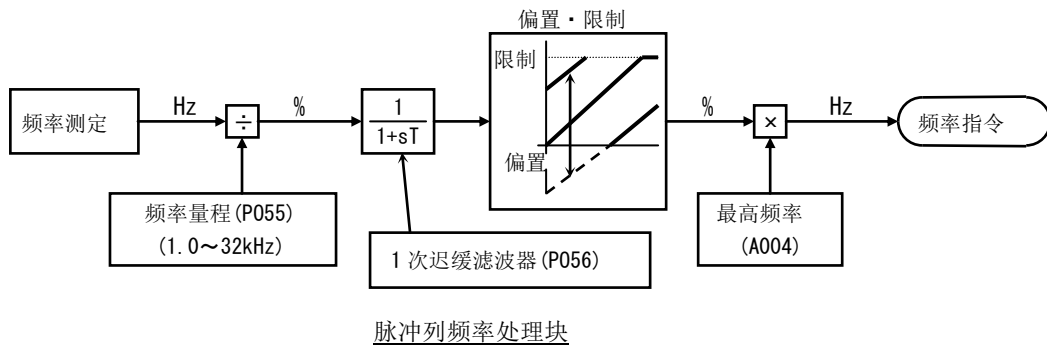 偏置・限制
限制
偏置
频率测定
Hz
÷
%
1
1+sT
%
×
Hz
频率指令
频率量程(P055)
(1.0～32kHz)
1次迟缓滤波器(P056)
最高频率
(A004)
脉冲列频率处理块